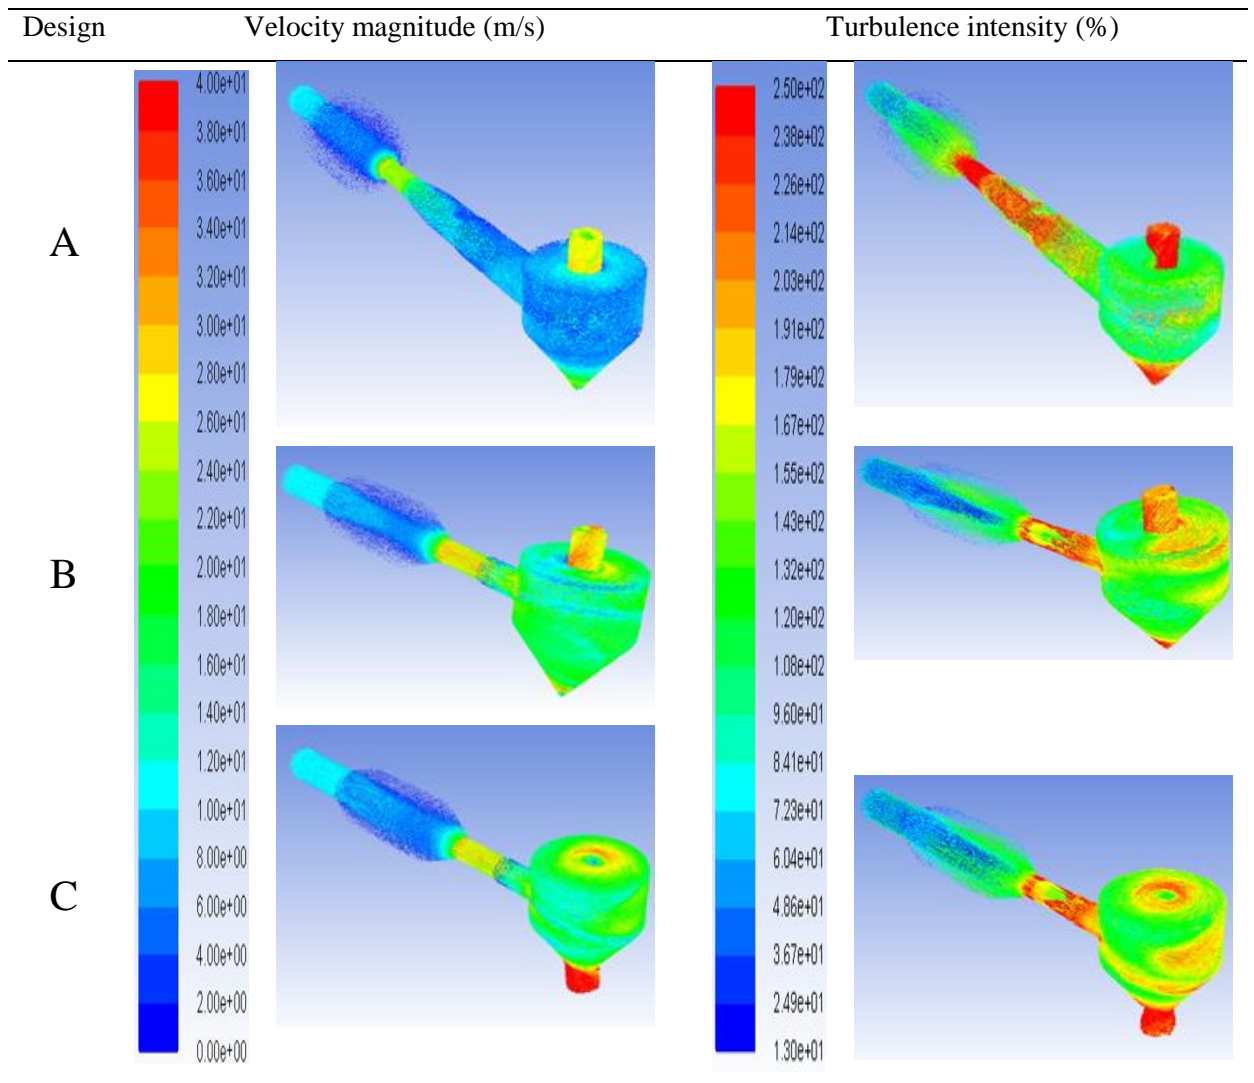 Design Velocity magnitude (m/s) Turbulence intensity (%)
A
4.00e+01
3.80e+01
3.60e+01
3.40e+01
3.20e+01
3.00e+01
2.80e+01
2.60e+01
2.40e+01
2.20e+01
2.00e+01
1.80e+01
1.60e+01
1.40e+01
1.20e+01
1.00e+01
8.00e+00
6.00e+00
4.00e+00
2.00e+00
0.00e+00
2.50e+02
2.38e+02
2.26e+02
2.14e+02
2.03e+02
1.91e+02
1.79e+02
1.67e+02
1.55e+02
1.43e+02
1.32e+02
1.20e+02
1.08e+02
9.60e+01
8.41e+01
7.23e+01
6.04e+01
4.86e+01
3.67e+01
2.49e+01
1.30e+01
B
C